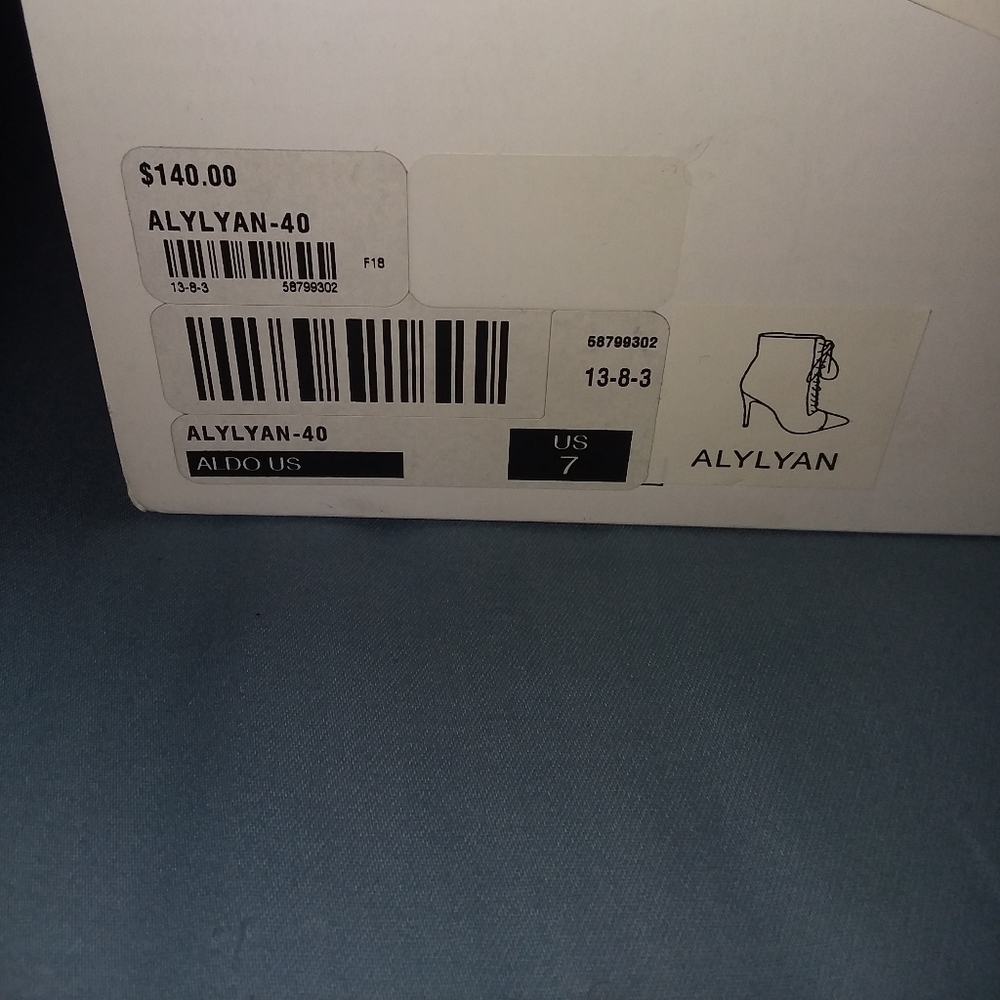 $140.00
ALYLYAN-40
F18
13-8-3 58799302
58799302
13-8-3
ALYLYAN-40
ALDO US
US
7
ALYLYAN